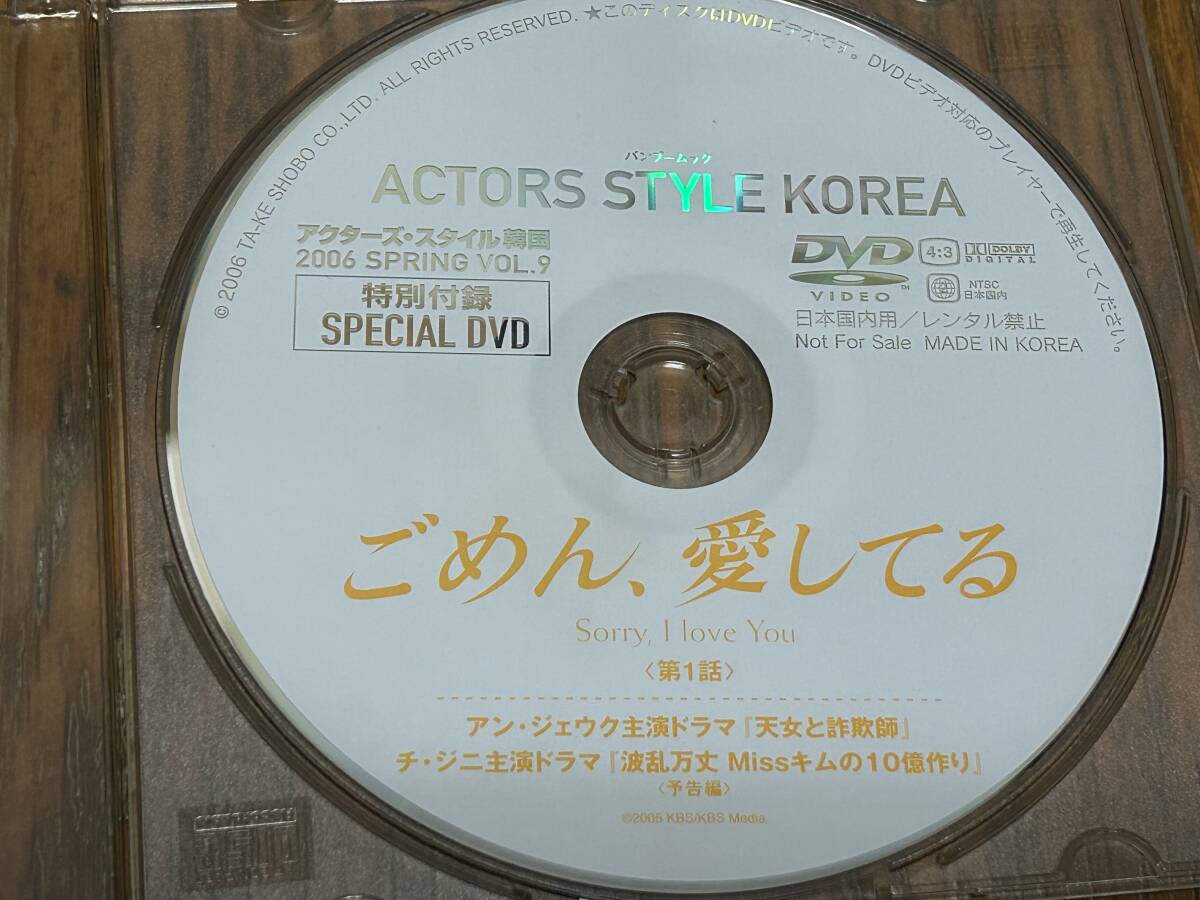 ©2006 TA-KE SHOBO CO.,LTD. ALL RIGHTS RESERVED. ★このディスクはDVDビデオです。DVDビデオ対応のプレイヤーで再生してください。
バンブームック
ACTORS STYLE KOREA
アクターズ・スタイル韓国
2006 SPRING VOL.9
特別付録
SPECIAL DVD
DVD
VIDEO
TM
4:3
DOLBY
DIGITAL
2
NTSC
日本国内
日本国内用/レンタル禁止
Not For Sale MADE IN KOREA
ごめん、愛してる
Sorry, I love You
〈第1話〉
アン・ジェウク主演ドラマ『天女と詐欺師』
チ・ジニ主演ドラマ『波乱万丈 Missキムの10億作り』
〈予告編〉
©2005 KBS/KBS Media